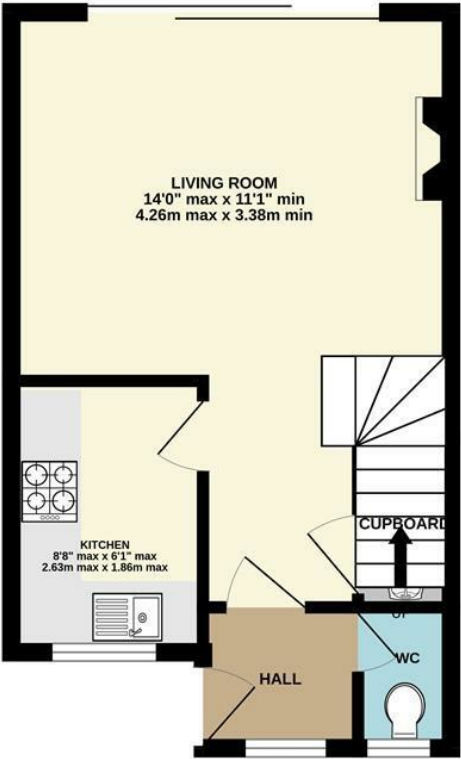 LIVING ROOM
14'0" max x 11'1" min
4.26m max x 3.38m min
KITCHEN
8'8" max x 6'1" max
2.63m max x 1.86m max
CUPBOARD
WC
HALL